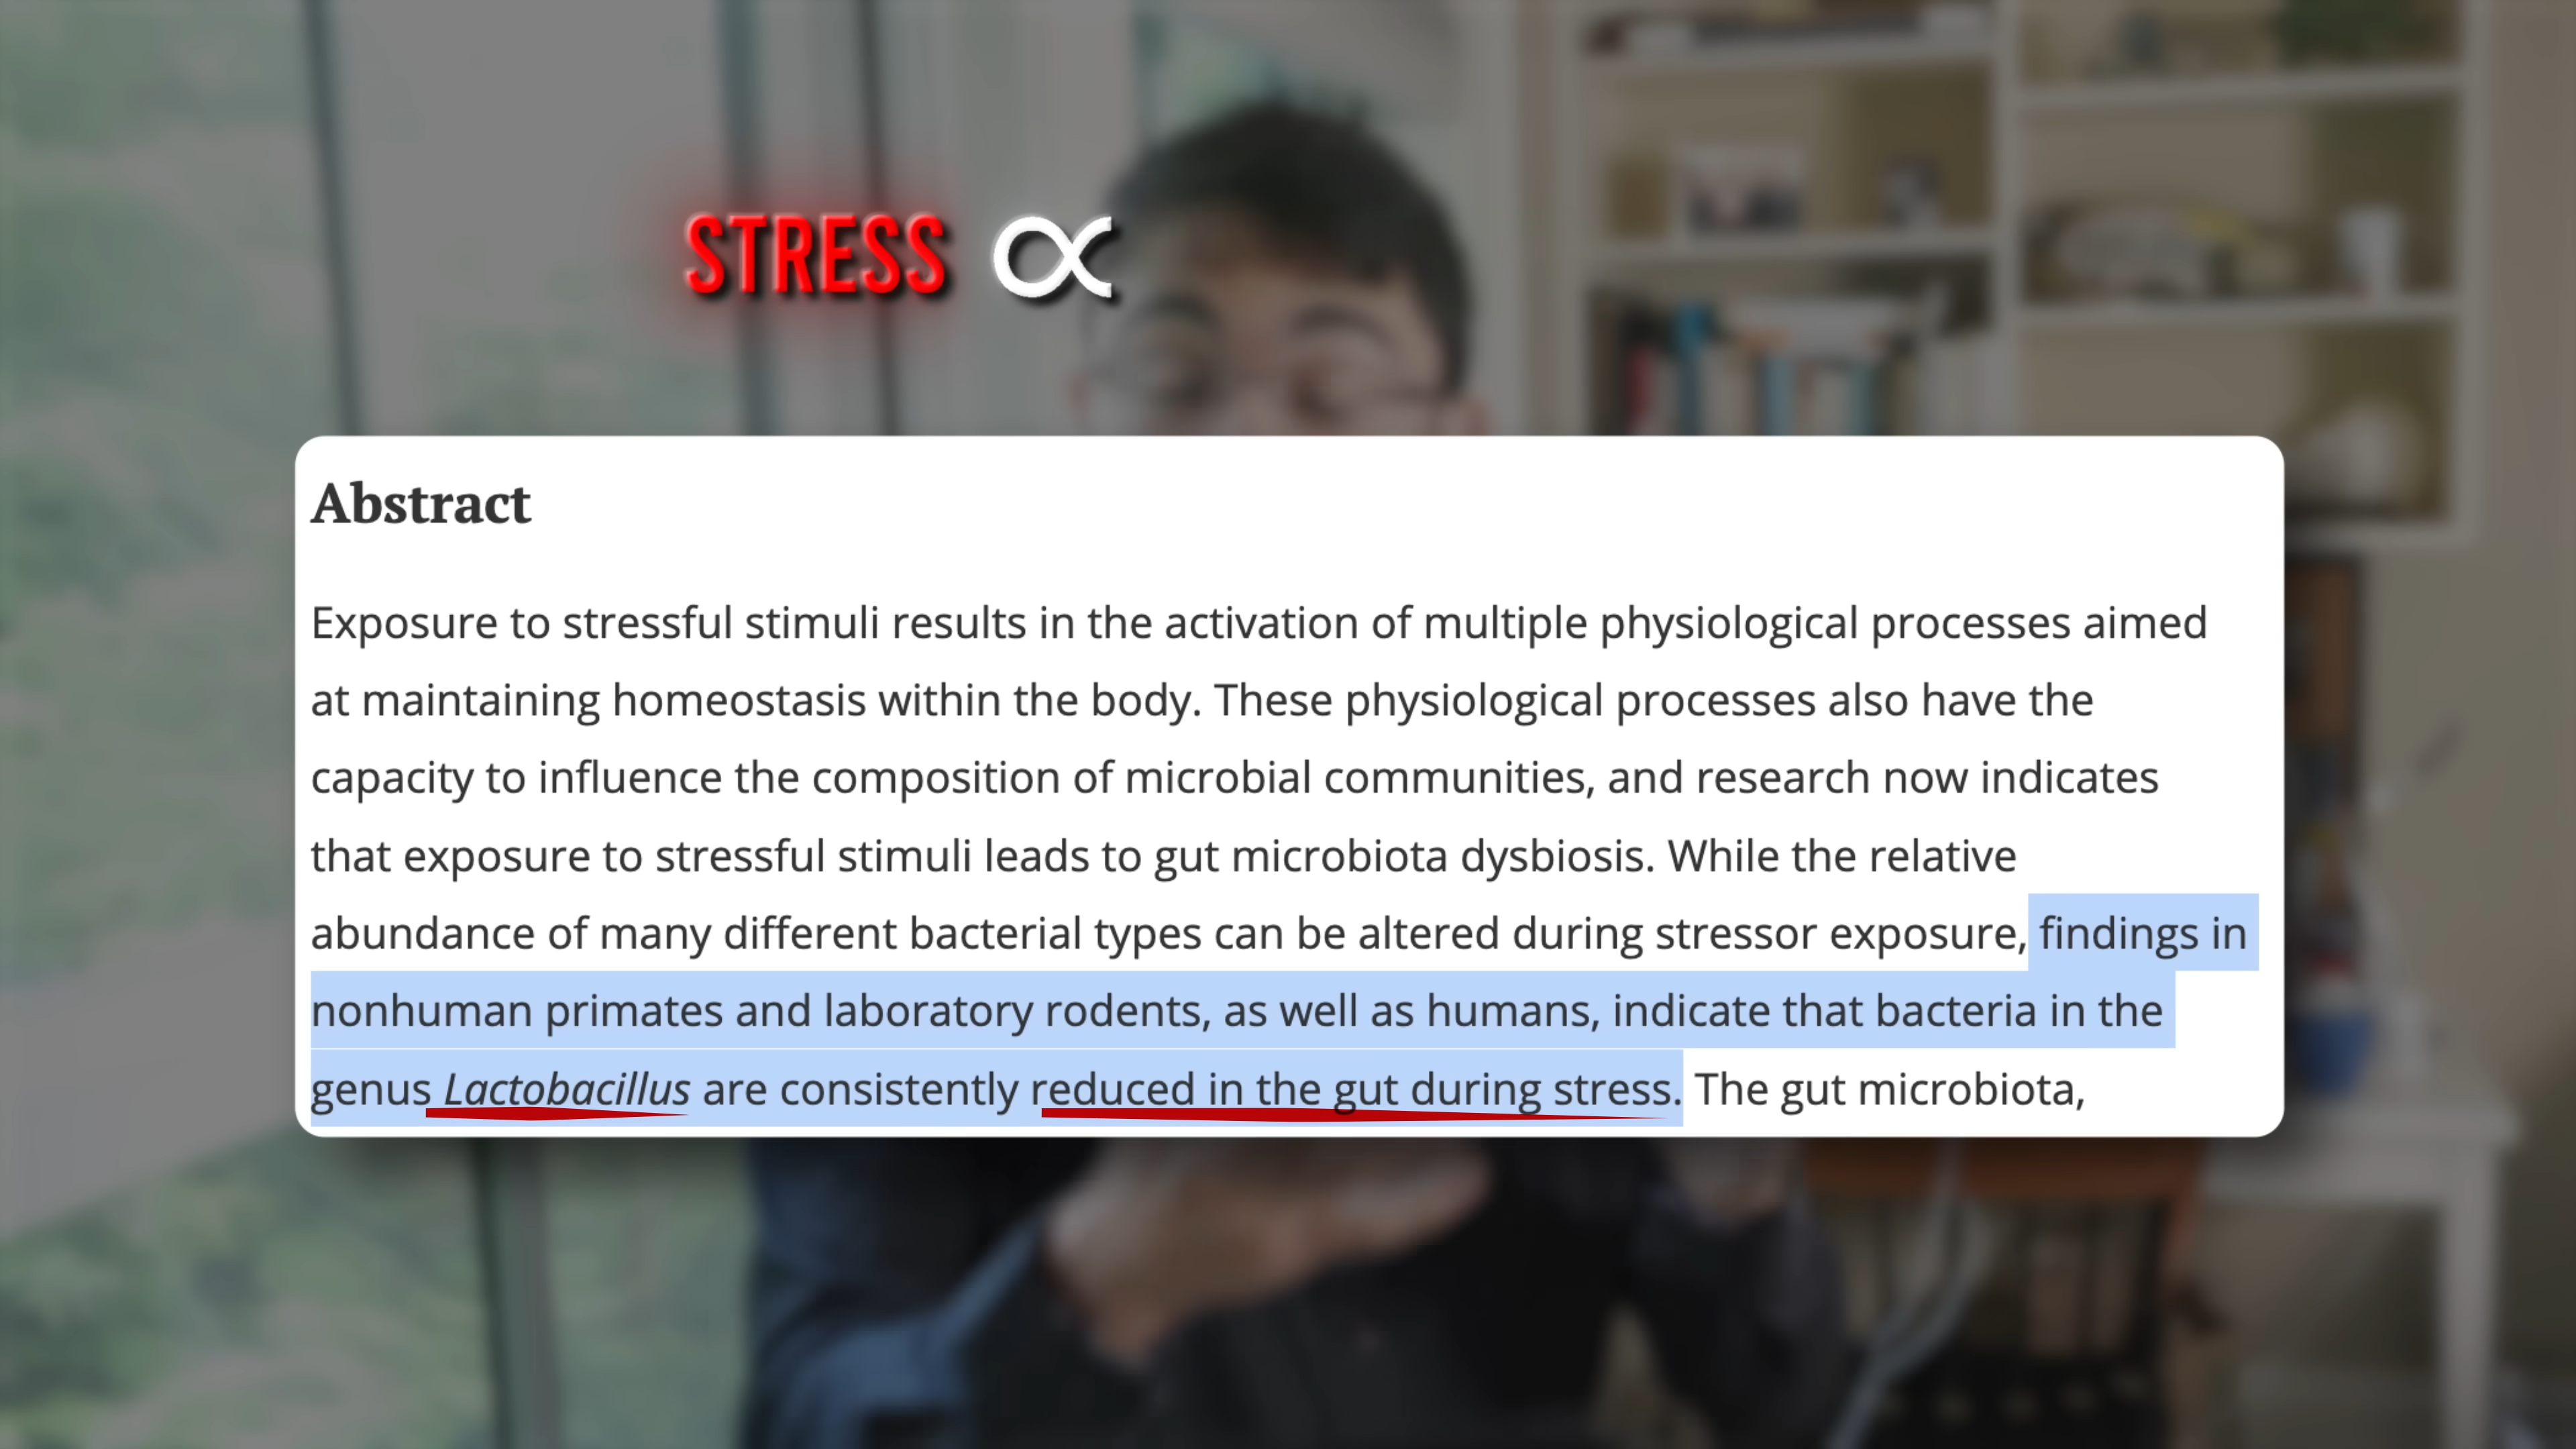 STRESS ∝
Abstract
Exposure to stressful stimuli results in the activation of multiple physiological processes aimed
at maintaining homeostasis within the body. These physiological processes also have the
capacity to influence the composition of microbial communities, and research now indicates
that exposure to stressful stimuli leads to gut microbiota dysbiosis. While the relative
abundance of many different bacterial types can be altered during stressor exposure, findings in
nonhuman primates and laboratory rodents, as well as humans, indicate that bacteria in the
genus Lactobacillus are consistently reduced in the gut during stress. The gut microbiota,